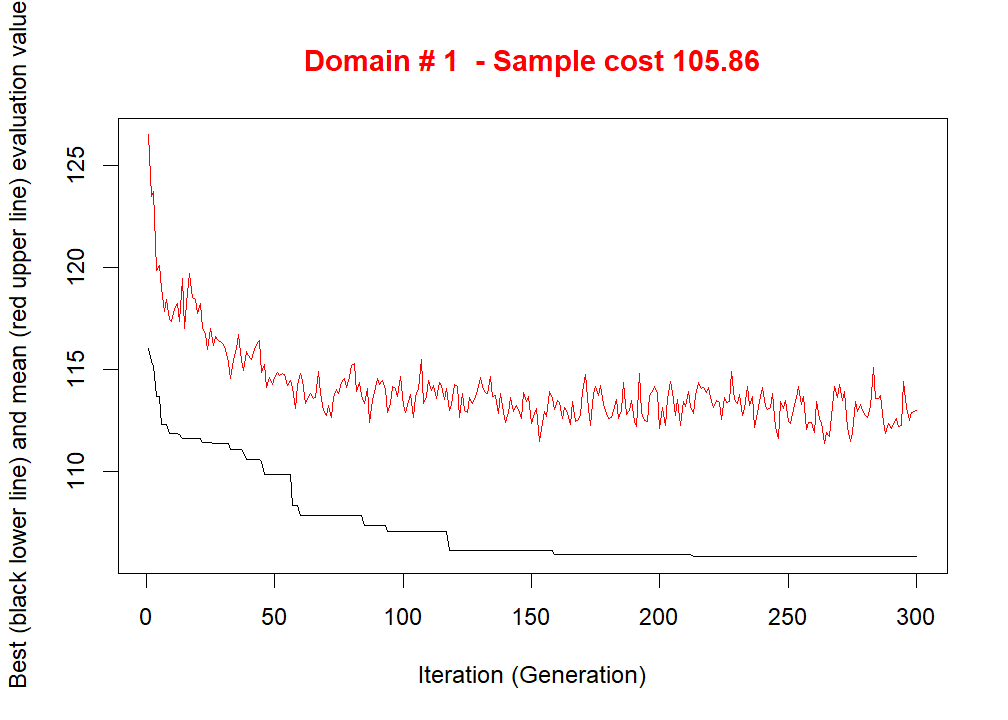 Domain # 1  - Sample cost 105.86
Best (black lower line) and mean (red upper line) evaluation value
125
120
115
110
0 50 100 150 200 250 300
Iteration (Generation)